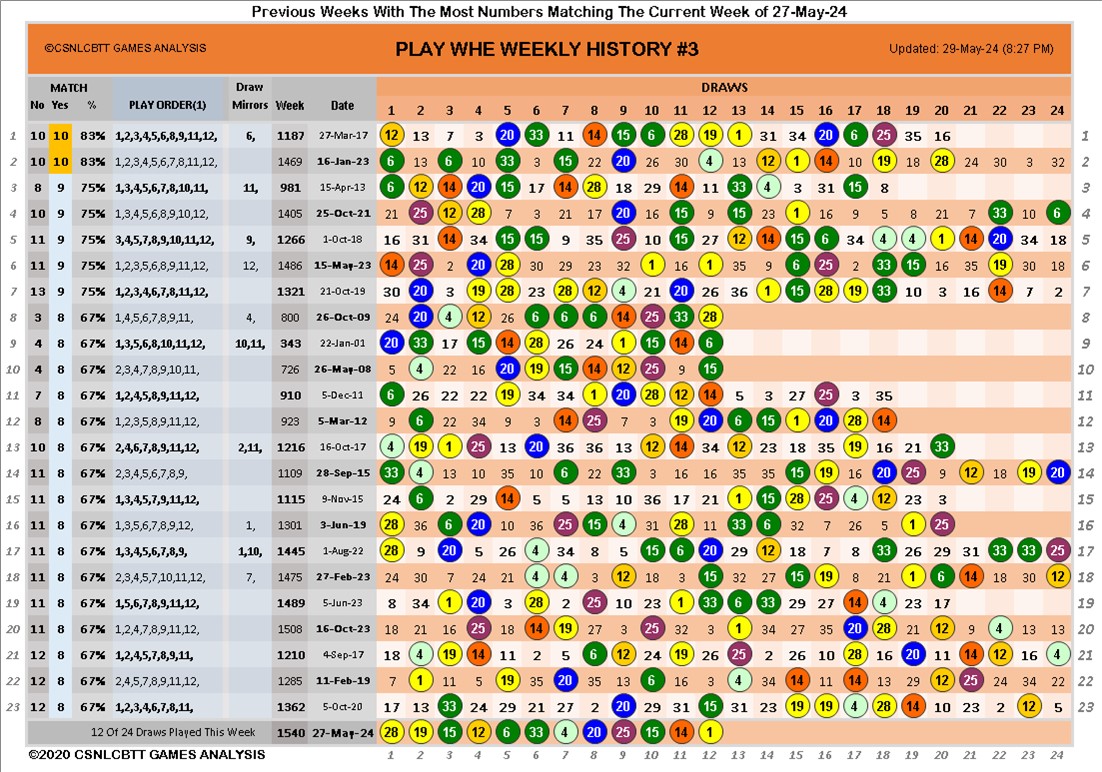 Previous Weeks With The Most Numbers Matching The Current Week of 27-May-24
©CSNLCBTT GAMES ANALYSIS PLAY WHE WEEKLY HISTORY #3 Updated: 29-May-24 (8:27 PM)
MATCH Draw DRAWS
No Yes % PLAY ORDER(1) Mirrors Week Date 1 2 3 4 5 6 7 8 9 10 11 12 13 14 15 16 17 18 19 20 21 22 23 24
1 10 10 83% 1,2,3,4,5,6,8,9,11,12, 6, 1187 27-Mar-17 12 13 7 3 20 33 11 14 15 6 28 19 1 31 34 20 6 25 35 16 1
2 10 10 83% 1,2,3,4,5,6,7,8,11,12, 1469 16-Jan-23 6 13 6 10 33 3 15 22 20 26 30 4 13 14 1 14 10 19 18 28 24 30 3 32 2
3 8 9 75% 1,3,4,5,6,7,8,10,11, 11, 981 15-Apr-13 6 12 14 20 15 17 14 28 18 29 14 11 33 4 3 31 15 8 3
4 10 9 75% 1,3,4,5,6,8,9,10,12, 1405 25-Oct-21 21 25 12 28 7 3 21 17 20 16 15 9 15 23 1 16 9 5 8 21 7 33 10 6 4
5 11 9 75% 3,4,5,7,8,9,10,11,12, 9, 1266 1-Oct-18 16 31 14 34 15 15 9 35 25 10 15 27 12 14 15 6 34 4 4 1 14 20 34 18 5
6 11 9 75% 1,2,3,5,6,8,9,11,12, 12, 1486 15-May-23 14 25 2 20 28 30 29 23 32 1 16 1 35 9 6 25 2 33 15 16 35 19 30 18 6
7 13 9 75% 1,2,3,4,6,7,8,11,12, 1321 21-Oct-19 30 20 3 19 28 23 28 12 4 21 20 26 36 1 15 28 19 33 10 3 16 14 7 2 7
8 3 8 67% 1,4,5,6,7,8,9,11, 4, 800 26-Oct-09 24 20 4 12 26 6 6 6 14 25 33 28 8
9 4 8 67% 1,3,5,6,8,10,11,12, 10,11, 343 22-Jan-01 20 33 17 15 14 28 26 24 1 15 14 6 9
10 4 8 67% 2,3,4,7,8,9,10,11, 726 26-May-08 5 4 22 16 20 19 15 14 12 25 9 15 10
11 7 8 67% 1,2,4,5,8,9,11,12, 910 5-Dec-11 6 26 22 22 19 34 34 1 20 28 12 14 5 3 27 25 3 35 11
12 8 8 67% 1,2,3,5,8,9,11,12, 923 5-Mar-12 9 6 22 34 9 3 14 25 7 3 19 20 6 15 1 20 28 14 12
13 10 8 67% 2,4,6,7,8,9,11,12, 2,11, 1216 16-Oct-17 4 19 1 25 13 20 36 36 13 12 14 34 12 23 28 17 19 16 21 33 13
14 11 8 67% 2,3,4,5,6,7,8,9, 1109 28-Sep-15 33 4 13 10 35 10 6 22 33 3 16 16 35 35 15 19 16 20 25 9 12 18 19 20 14
15 11 8 67% 1,3,4,5,7,9,11,12, 1115 9-Nov-15 24 6 2 29 14 5 5 13 10 36 17 21 1 15 28 25 4 12 23 3 15
16 11 8 67% 1,3,5,6,7,8,9,12, 1, 1301 3-Jun-19 28 36 6 20 10 36 25 15 4 31 28 11 33 6 32 7 26 5 1 25 16
17 11 8 67% 1,3,4,5,6,7,8,9, 1,10, 1445 1-Aug-22 28 9 20 5 26 4 34 8 5 15 6 20 29 12 18 7 8 33 26 29 31 33 33 25 17
18 11 8 67% 2,3,4,5,7,10,11,12, 7, 1475 27-Feb-23 24 30 7 24 21 4 4 3 12 18 3 15 32 27 15 19 8 21 1 6 14 18 30 12 18
19 11 8 67% 1,5,6,7,8,9,11,12, 1489 5-Jun-23 8 34 1 20 3 28 2 25 10 23 1 33 6 33 29 27 14 4 23 17 19
20 11 8 67% 1,2,4,7,8,9,11,12, 1508 16-Oct-23 18 21 16 25 18 14 19 27 3 25 32 13 1 34 27 35 20 28 21 12 22 4 13 13 20
21 12 8 67% 1,2,4,5,7,8,9,11, 1210 4-Sep-17 18 4 19 14 11 2 5 6 12 24 19 26 25 2 26 10 28 16 20 11 14 12 16 4 21
22 12 8 67% 2,4,5,7,8,9,11,12, 1285 11-Feb-19 7 1 11 5 19 35 20 35 13 6 16 3 4 34 14 11 14 13 29 12 25 24 34 22 22
23 12 8 67% 1,2,3,4,6,7,8,11, 1362 5-Oct-20 17 13 33 10 29 21 27 2 20 29 31 15 31 35 19 19 4 28 14 10 23 2 12 5 23
12 Of 24 Draws Played This Week 1540 27-May-24 28 19 15 12 6 33 4 20 25 15 14 1
©2020 CSNLCBTT GAMES ANALYSIS 1 2 3 4 5 6 7 8 9 10 11 12 13 14 15 16 17 18 19 20 21 22 23 24